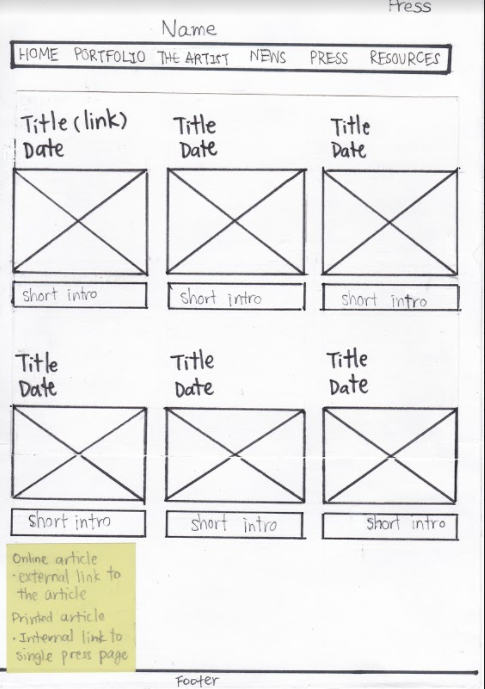 Press
Name
HOME PORTFOLIO THE ARTIST NEWS PRESS RESOURCES
Title (link)
Date
Title
Date
Title
Date
short intro
short intro
short intro
Title
Date
Title
Date
Title
Date
short intro
short intro
short intro
Online article
· external link to
the article
Printed article
· Internal link to
single press page
Footer